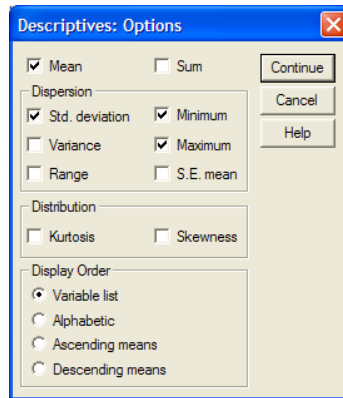 Descriptives: Options
Mean Sum Continue
Dispersion Cancel
Std. deviation Minimum Help
Variance Maximum
Range S.E. mean
Distribution
Kurtosis Skewness
Display Order
Variable list
Alphabetic
Ascending means
Descending means